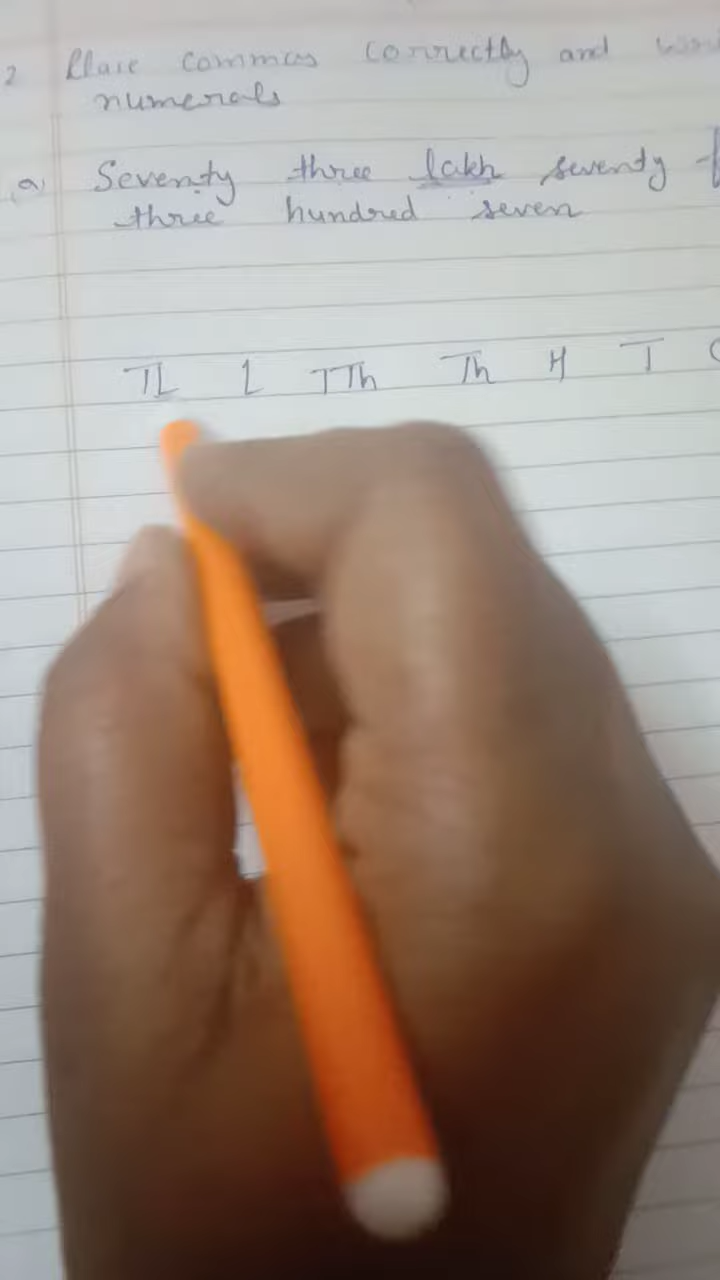 2 Place commas correctly and
numerals
a) Seventy three lakh seventy
three hundred seven
TL L TTh Th H T